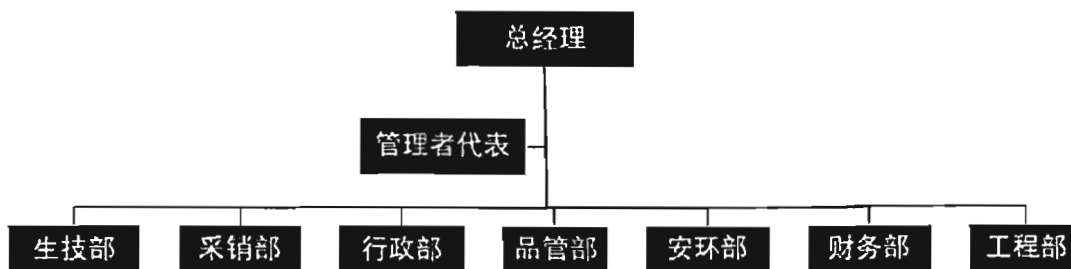 总经理
管理者代表
生技部 采销部 行政部 品管部 安环部 财务部 工程部